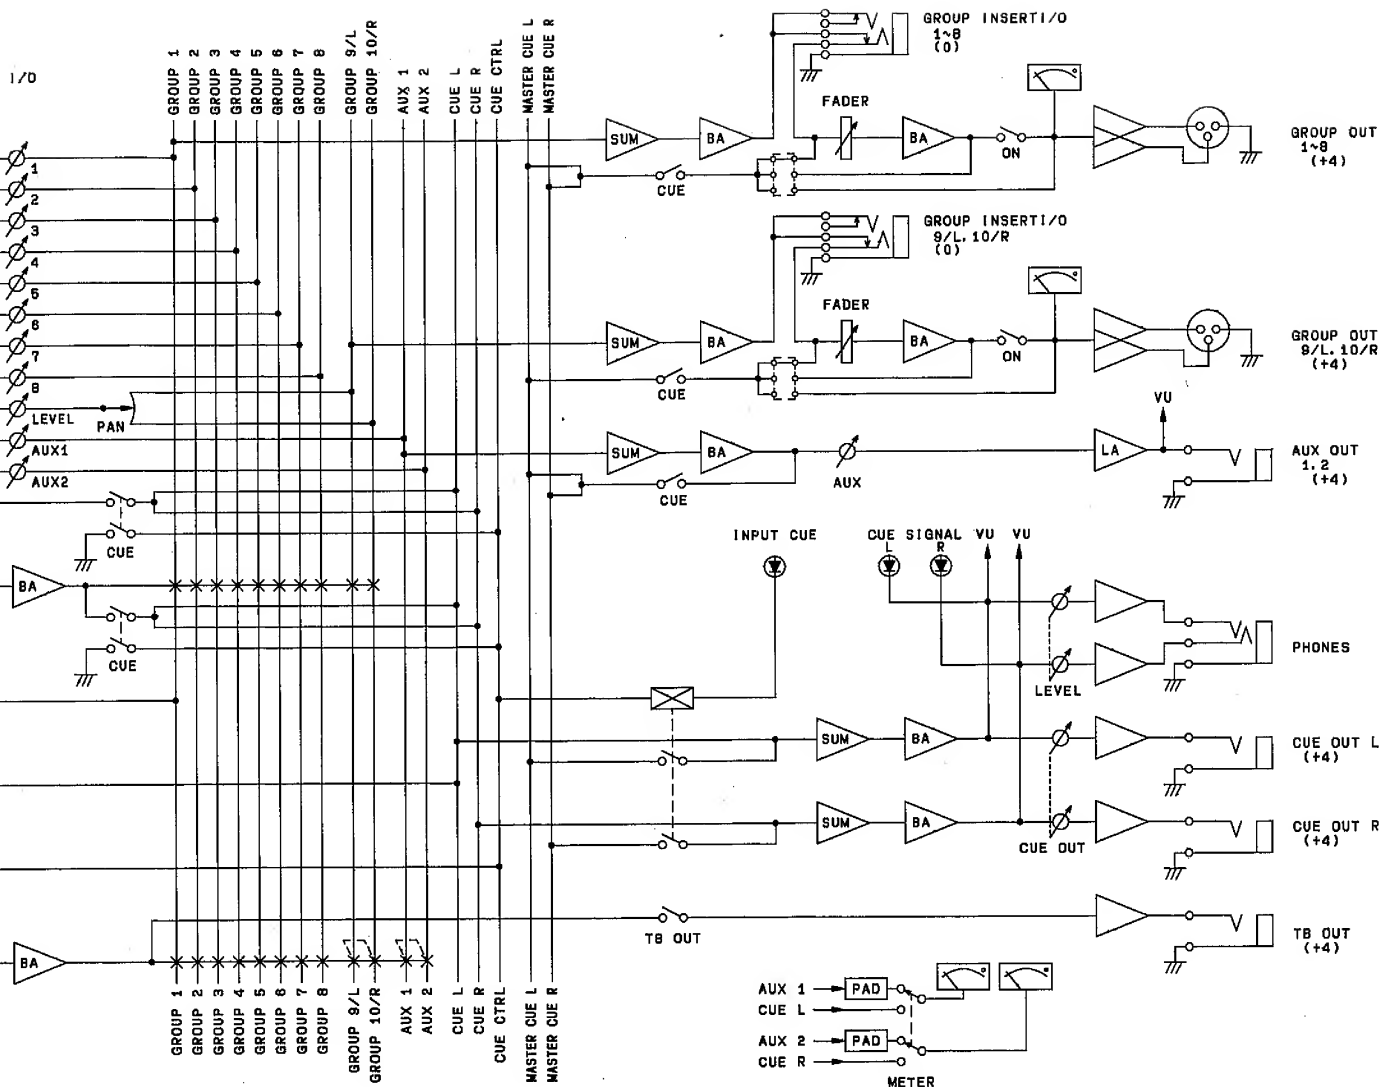 I/O
GROUP 1
GROUP 2
GROUP 3
GROUP 4
GROUP 5
GROUP 6
GROUP 7
GROUP 8
GROUP 9/L
GROUP 10/R
AUX 1
AUX 2
CUE L
CUE R
CUE CTRL
MASTER CUE L
MASTER CUE R
GROUP INSERT I/O
1~8
(0)
FADER
SUM
BA
BA
ON
CUE
GROUP OUT
1~8
(+4)
1
2
3
4
5
6
7
8
LEVEL
PAN
AUX1
AUX2
GROUP INSERT I/O
9/L, 10/R
(0)
FADER
SUM
BA
BA
ON
CUE
GROUP OUT
9/L, 10/R
(+4)
SUM
BA
CUE
AUX
LA
VU
AUX OUT
1, 2
(+4)
CUE
BA
CUE
INPUT CUE
CUE SIGNAL
L
R
VU
VU
LEVEL
PHONES
SUM
BA
CUE OUT L
(+4)
SUM
BA
CUE OUT
CUE OUT R
(+4)
TB OUT
TB OUT
(+4)
BA
GROUP 1
GROUP 2
GROUP 3
GROUP 4
GROUP 5
GROUP 6
GROUP 7
GROUP 8
GROUP 9/L
GROUP 10/R
AUX 1
AUX 2
CUE L
CUE R
CUE CTRL
MASTER CUE L
MASTER CUE R
AUX 1
PAD
CUE L
AUX 2
PAD
CUE R
METER